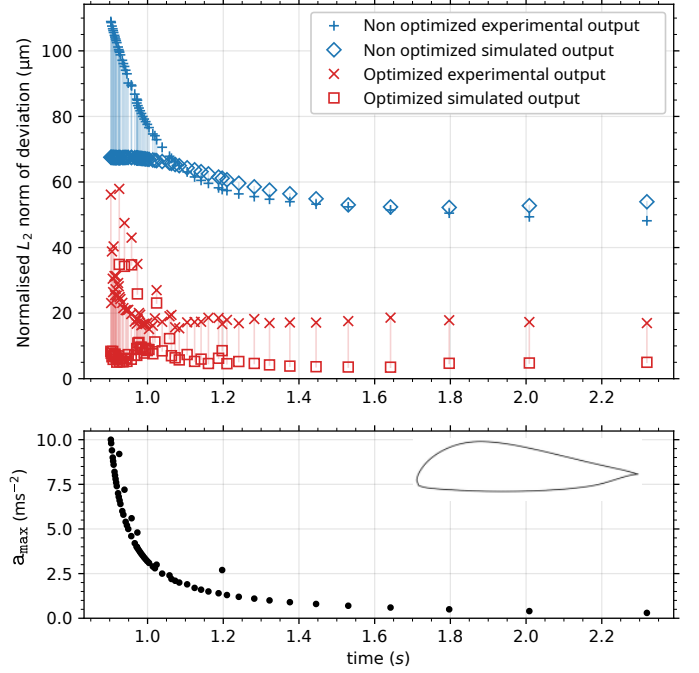 Normalised L₂ norm of deviation (μm)
100
80
60
40
20
0
Non optimized experimental output
Non optimized simulated output
Optimized experimental output
Optimized simulated output
1.0 1.2 1.4 1.6 1.8 2.0 2.2
a_max (ms⁻²)
10.0
7.5
5.0
2.5
0.0
1.0 1.2 1.4 1.6 1.8 2.0 2.2
time (s)